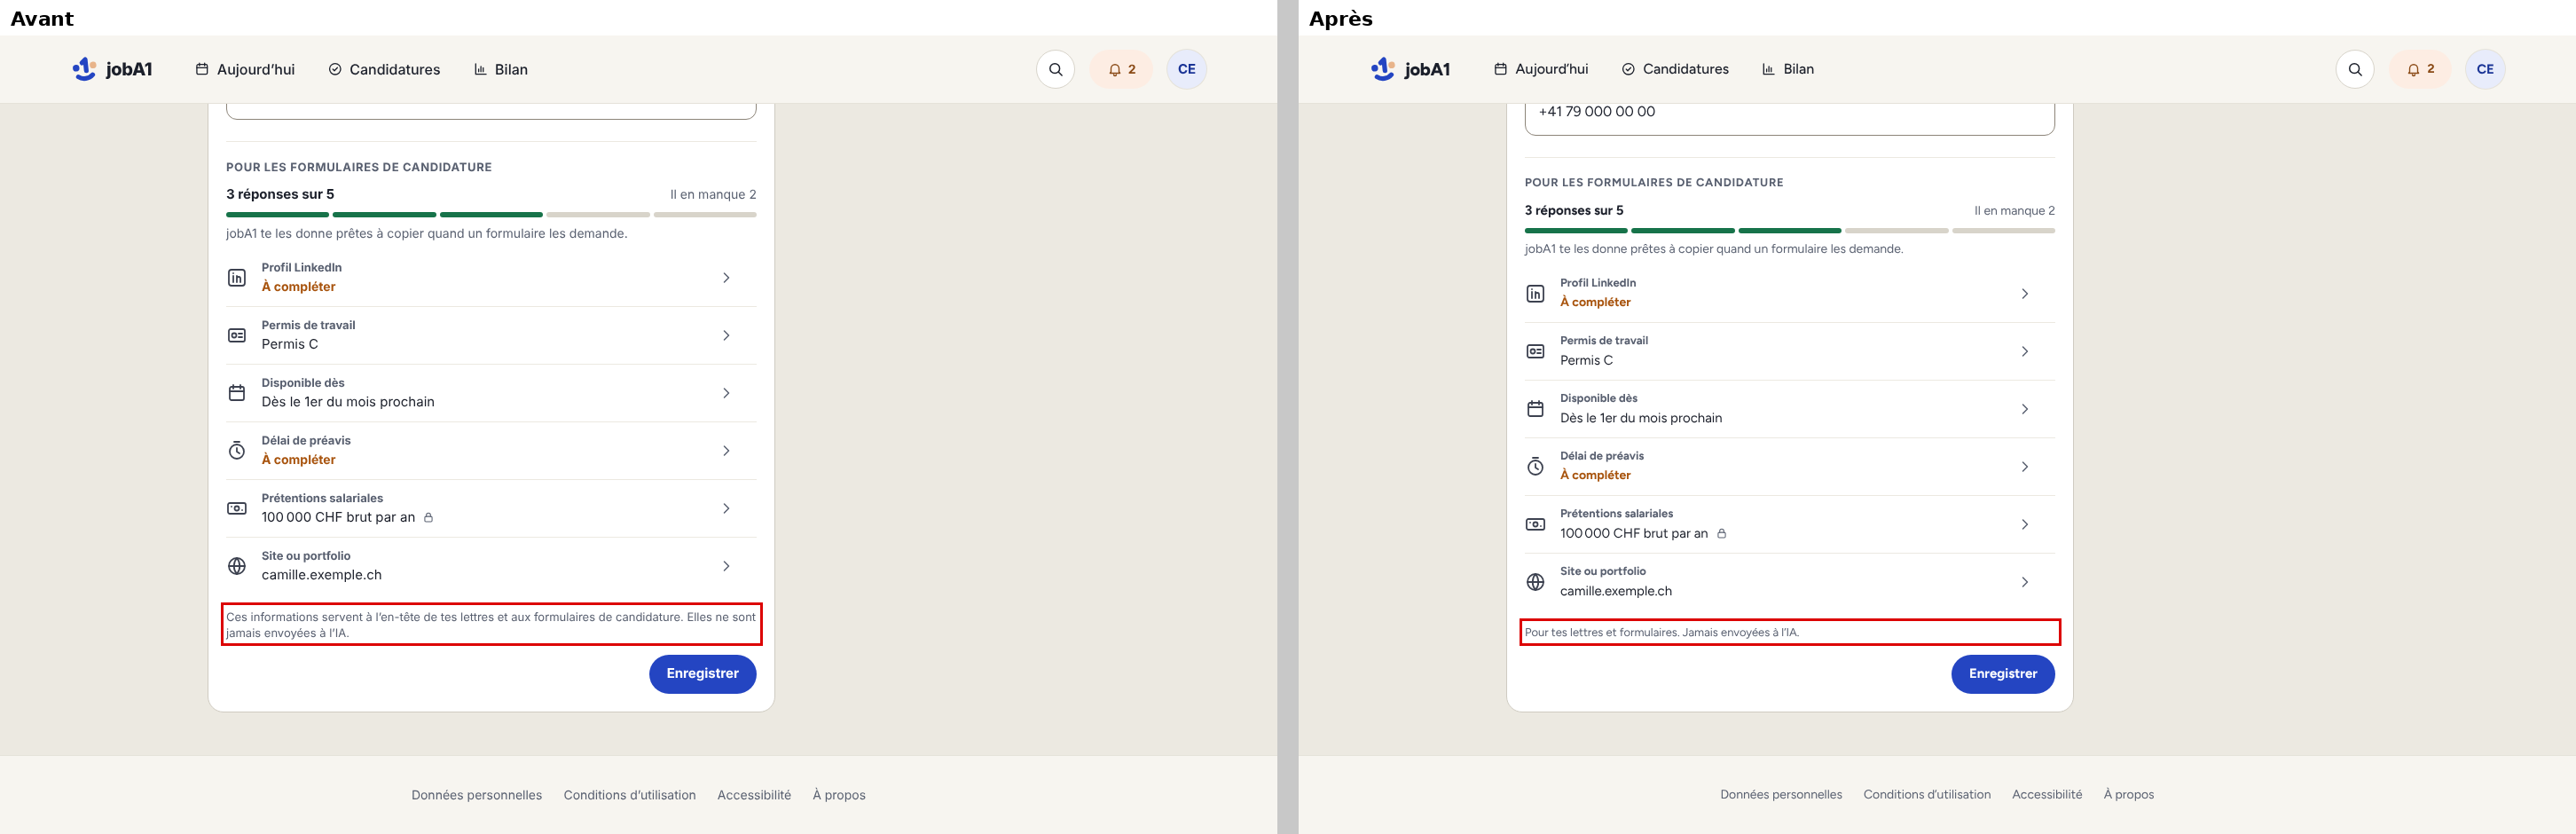 Avant
jobA1
Aujourd'hui
Candidatures
Bilan
2
CE
POUR LES FORMULAIRES DE CANDIDATURE
3 réponses sur 5
Il en manque 2
jobA1 te les donne prêtes à copier quand un formulaire les demande.
Profil LinkedIn
À compléter
Permis de travail
Permis C
Disponible dès
Dès le 1er du mois prochain
Délai de préavis
À compléter
Prétentions salariales
100 000 CHF brut par an
Site ou portfolio
camille.exemple.ch
Ces informations servent à l'en-tête de tes lettres et aux formulaires de candidature. Elles ne sont
jamais envoyées à l'IA.
Enregistrer
Données personnelles
Conditions d'utilisation
Accessibilité
À propos
Après
jobA1
Aujourd'hui
Candidatures
Bilan
2
CE
+41 79 000 00 00
POUR LES FORMULAIRES DE CANDIDATURE
3 réponses sur 5
Il en manque 2
jobA1 te les donne prêtes à copier quand un formulaire les demande.
Profil LinkedIn
À compléter
Permis de travail
Permis C
Disponible dès
Dès le 1er du mois prochain
Délai de préavis
À compléter
Prétentions salariales
100 000 CHF brut par an
Site ou portfolio
camille.exemple.ch
Pour tes lettres et formulaires. Jamais envoyées à l'IA.
Enregistrer
Données personnelles
Conditions d'utilisation
Accessibilité
À propos